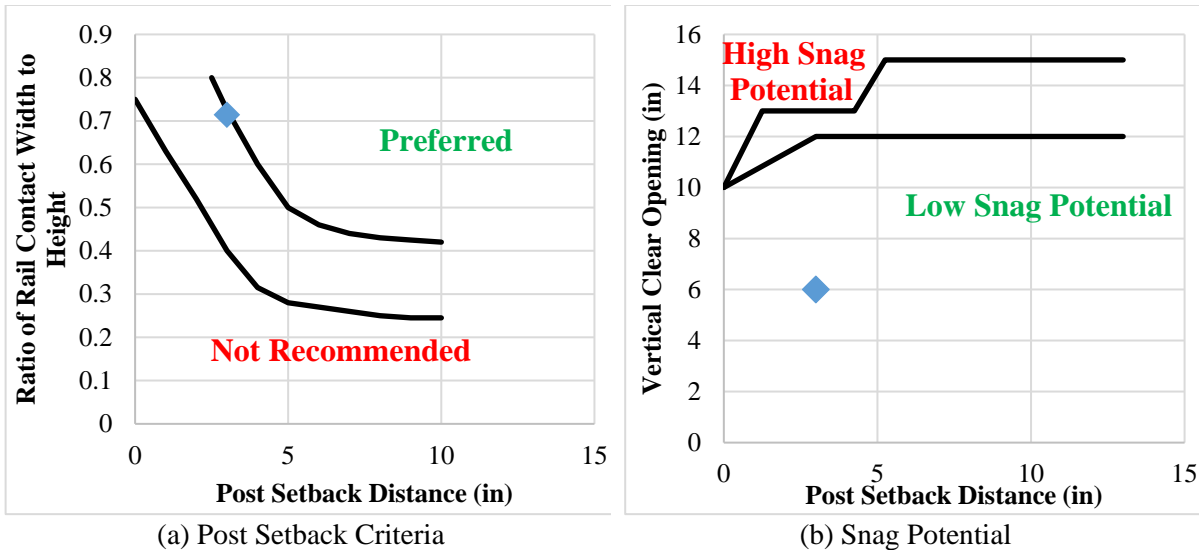 0.9
0.8
0.7
0.6
0.5
0.4
0.3
0.2
0.1
0
0 5 10 15
Ratio of Rail Contact Width to
Height
Preferred
Not Recommended
Post Setback Distance (in)
(a) Post Setback Criteria
16
14
12
10
8
6
4
2
0
0 5 10 15
Vertical Clear Opening (in)
High Snag
Potential
Low Snag Potential
Post Setback Distance (in)
(b) Snag Potential